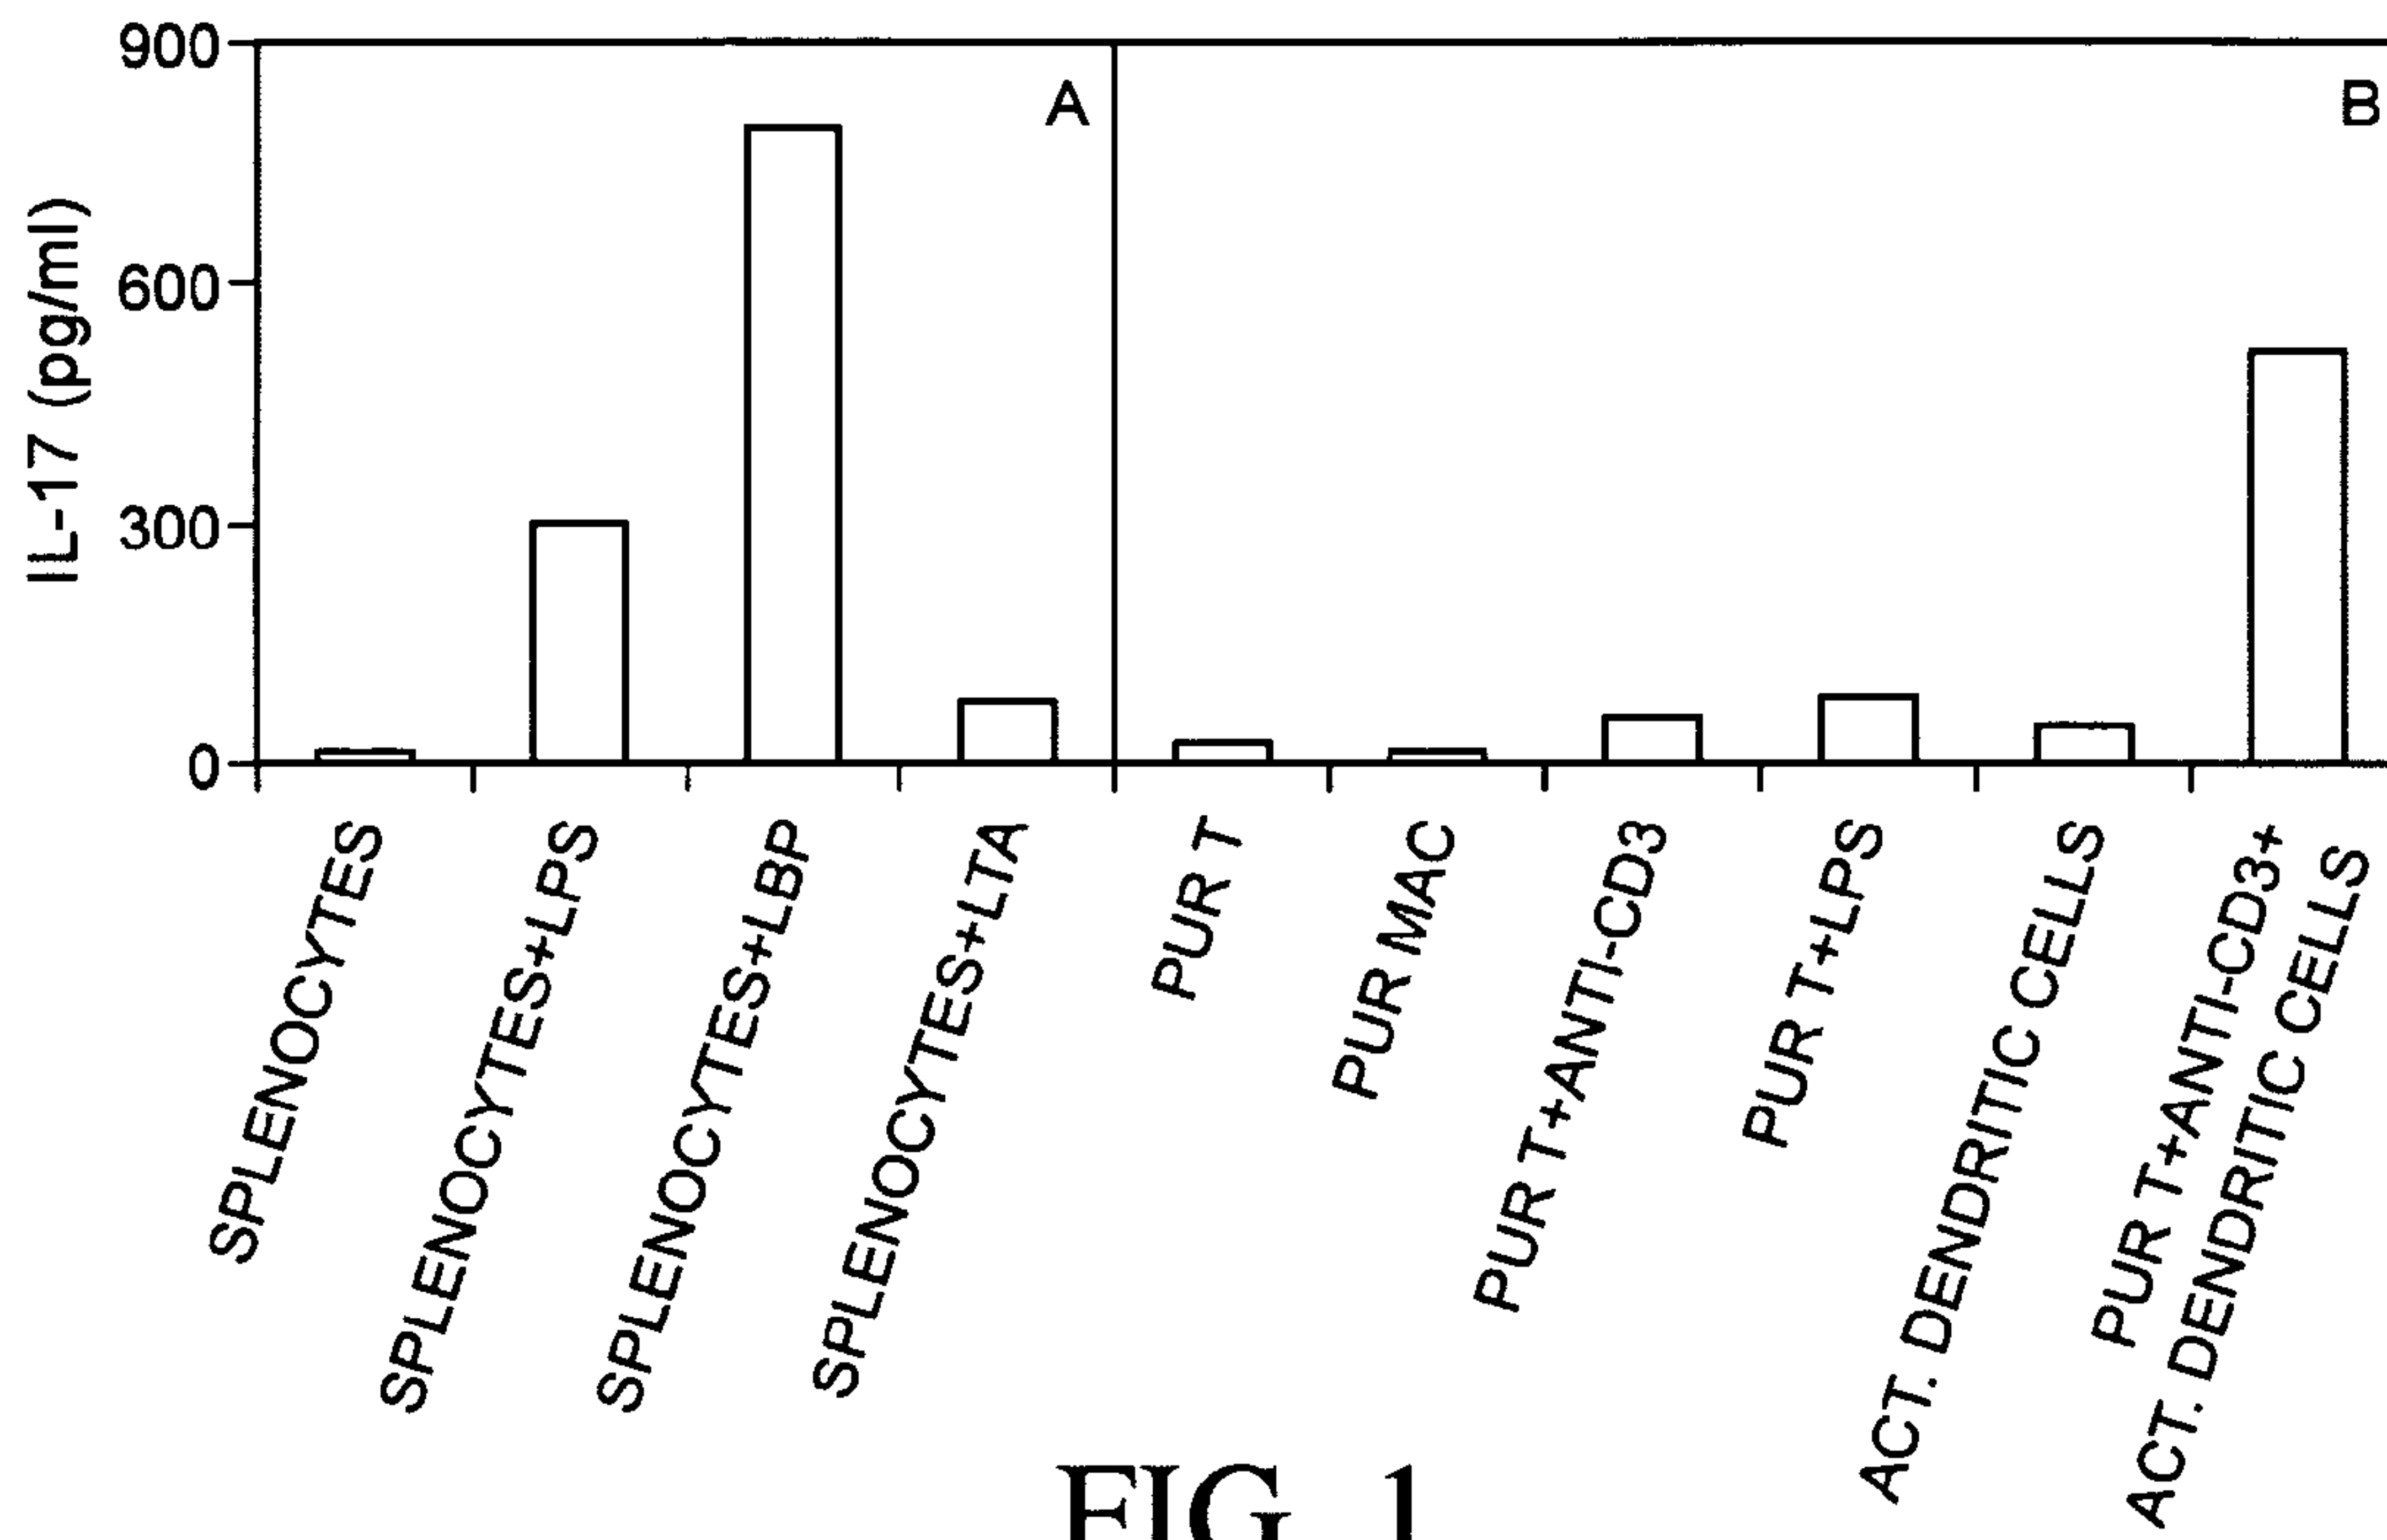 900
600
300
0
IL-17 (pg/ml)
A
B
SPLENOCYTES
SPLENOCYTES+LPS
SPLENOCYTES+LBP
SPLENOCYTES+LTA
PUR T
PUR MAC
PUR T+ANTI-CD3
PUR T+LPS
ACT. DENDRITIC CELLS
PUR T+ANTI-CD3+
ACT. DENDRITIC CELLS
FIG. 1